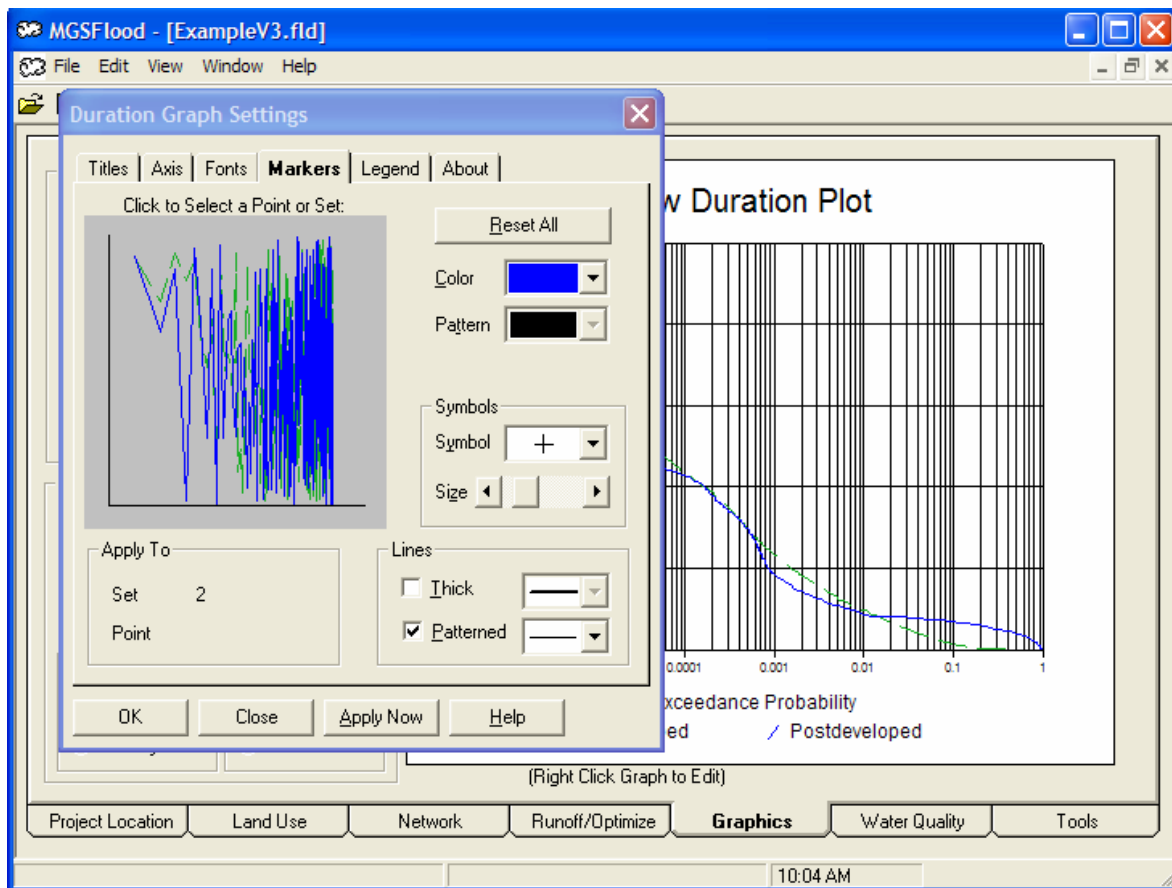 MGSFlood - [ExampleV3.fld]
File Edit View Window Help
Duration Graph Settings
Titles Axis Fonts Markers Legend About
Click to Select a Point or Set:
Reset All
Color
Pattern
Symbols
Symbol
Size
Apply To
Set 2
Point
Lines
Thick
Patterned
OK Close Apply Now Help
Duration Plot
0.0001 0.001 0.01 0.1 1
Probability
Postdeveloped
(Right Click Graph to Edit)
Project Location Land Use Network Runoff/Optimize Graphics Water Quality Tools
10:04 AM